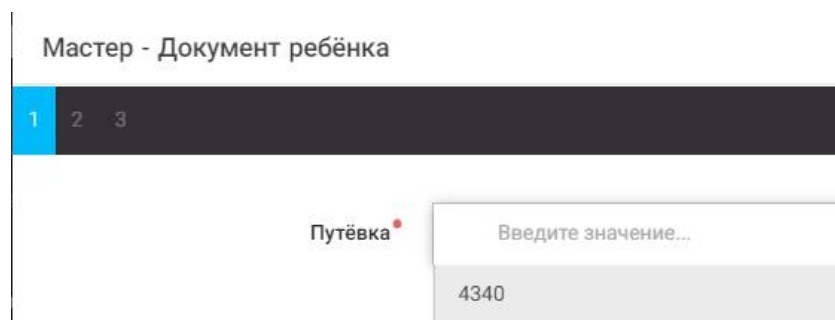 Мастер - Документ ребёнка
1 2 3
Путёвка
Введите значение...
4340